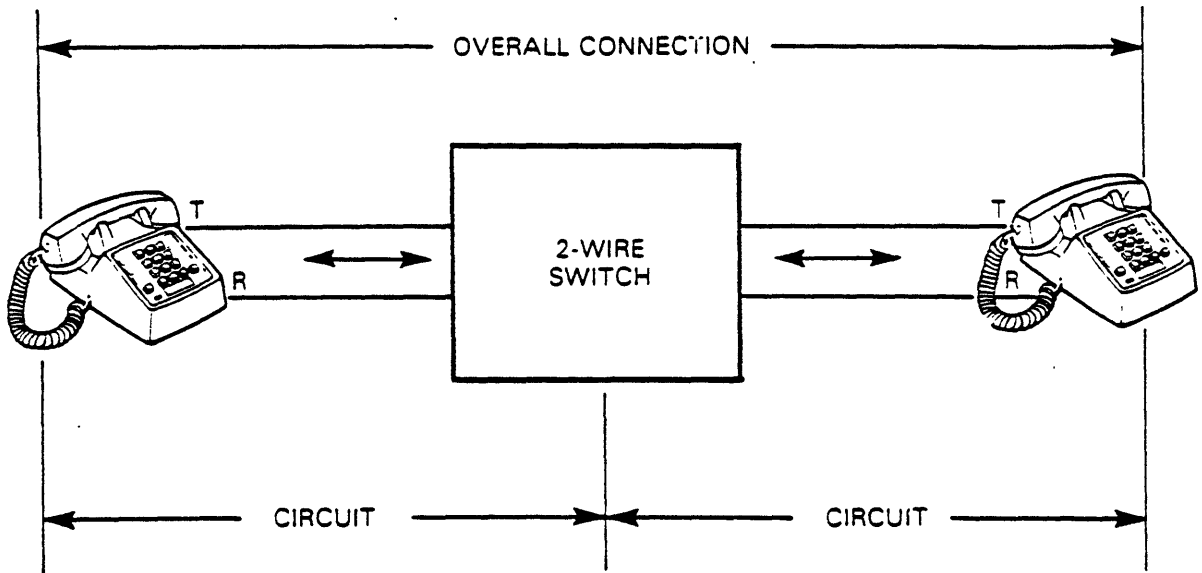 OVERALL CONNECTION
T
T
2-WIRE
SWITCH
R
R
CIRCUIT
CIRCUIT